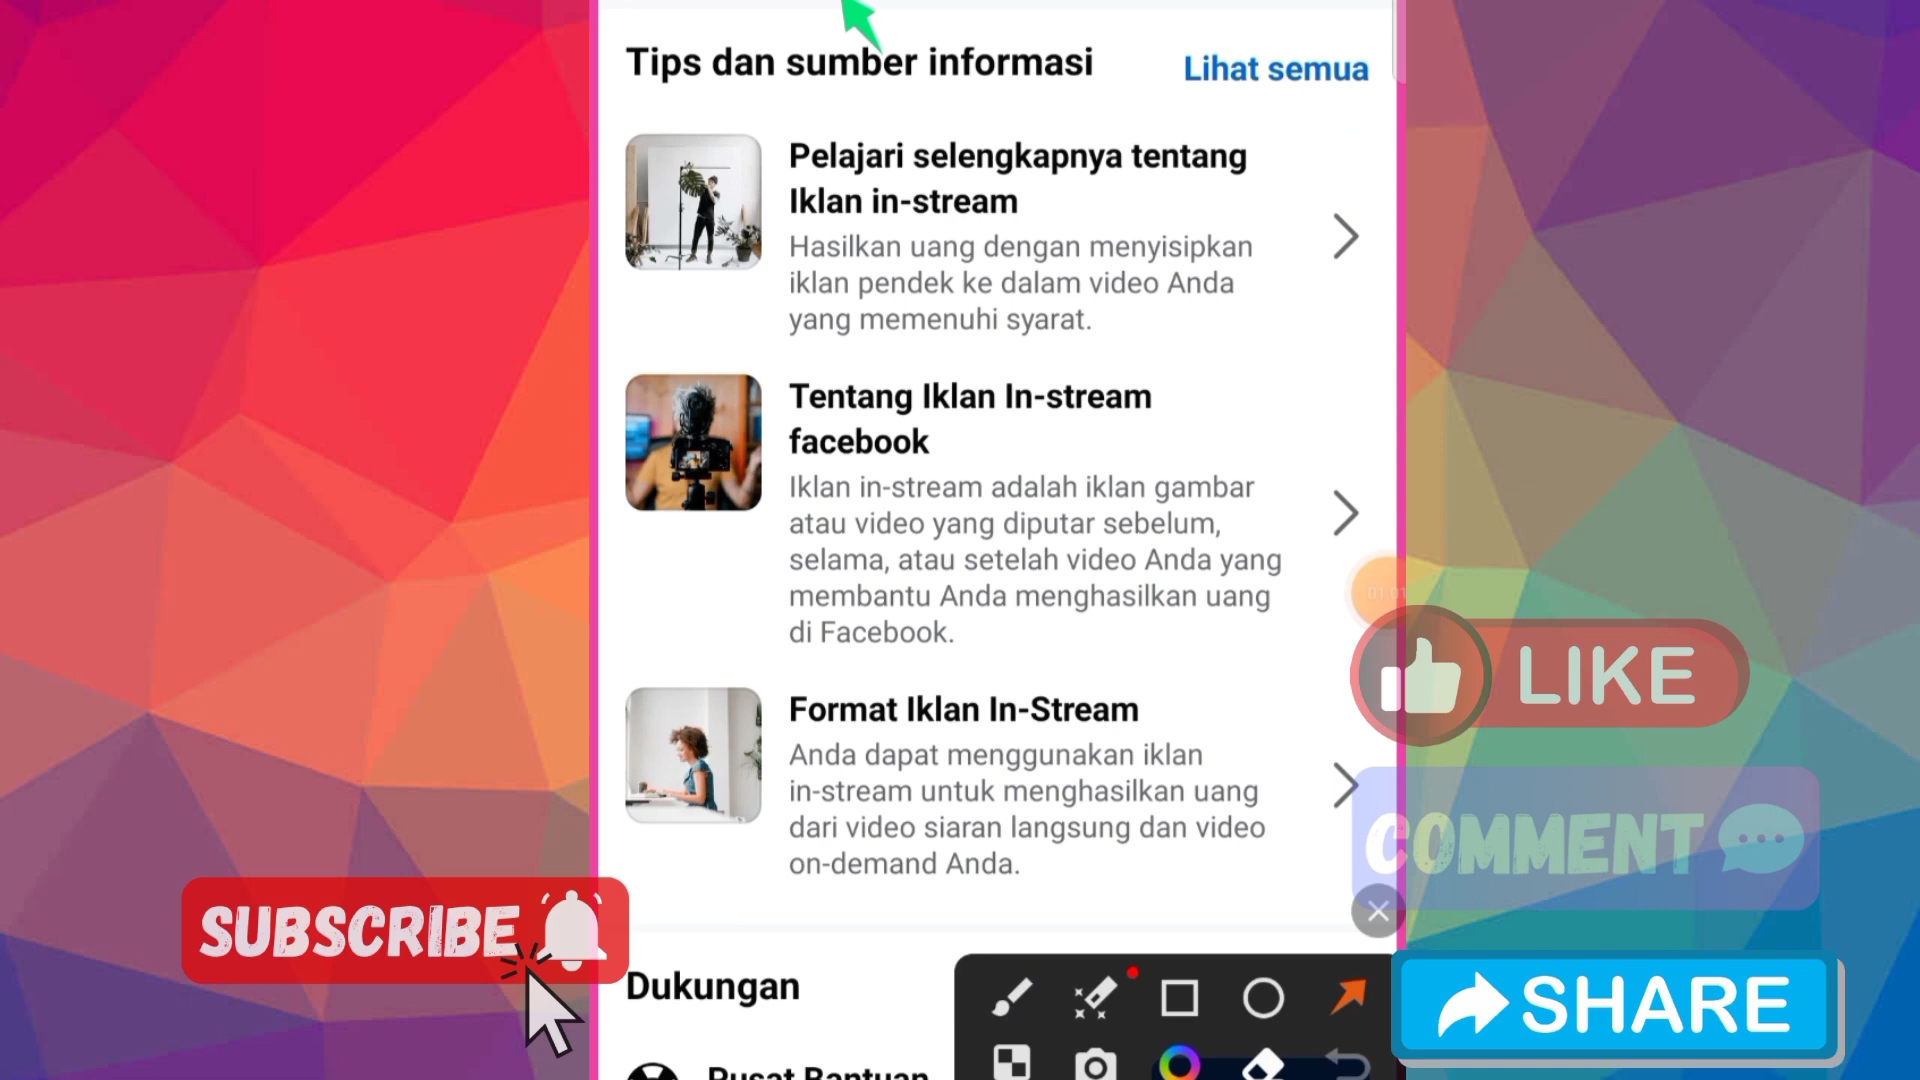 Tips dan sumber informasi
Lihat semua
Pelajari selengkapnya tentang
Iklan in-stream
Hasilkan uang dengan menyisipkan
iklan pendek ke dalam video Anda
yang memenuhi syarat.
Tentang Iklan In-stream
facebook
Iklan in-stream adalah iklan gambar
atau video yang diputar sebelum,
selama, atau setelah video Anda yang
membantu Anda menghasilkan uang
di Facebook.
01:01
LIKE
Format Iklan In-Stream
Anda dapat menggunakan iklan
in-stream untuk menghasilkan uang
dari video siaran langsung dan video
on-demand Anda.
COMMENT
SUBSCRIBE
Dukungan
SHARE
Pusat Bantuan